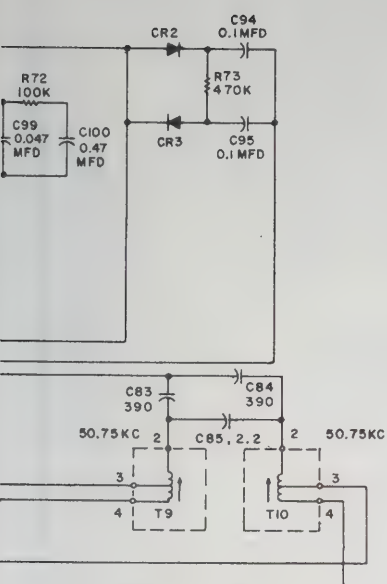 C94
0.1MFD
CR2
R72
100K
R73
470K
C99
0.047
MFD
C100
0.47
MFD
CR3
C95
0.1MFD
C83
390
C84
390
50.75KC
2
C85, 2.2
2
50.75KC
3
3
4
T9
T10
4